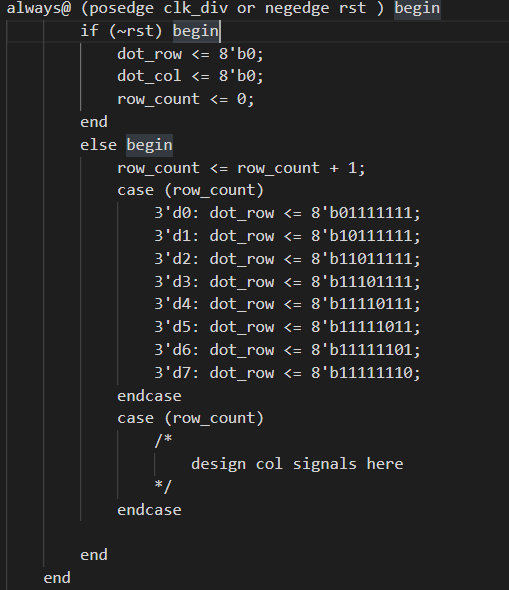 always@ (posedge clk_div or negedge rst ) begin
if (~rst) begin
dot_row <= 8'b0;
dot_col <= 8'b0;
row_count <= 0;
end
else begin
row_count <= row_count + 1;
case (row_count)
3'd0: dot_row <= 8'b01111111;
3'd1: dot_row <= 8'b10111111;
3'd2: dot_row <= 8'b11011111;
3'd3: dot_row <= 8'b11101111;
3'd4: dot_row <= 8'b11110111;
3'd5: dot_row <= 8'b11111011;
3'd6: dot_row <= 8'b11111101;
3'd7: dot_row <= 8'b11111110;
endcase
case (row_count)
/*
design col signals here
*/
endcase
end
end